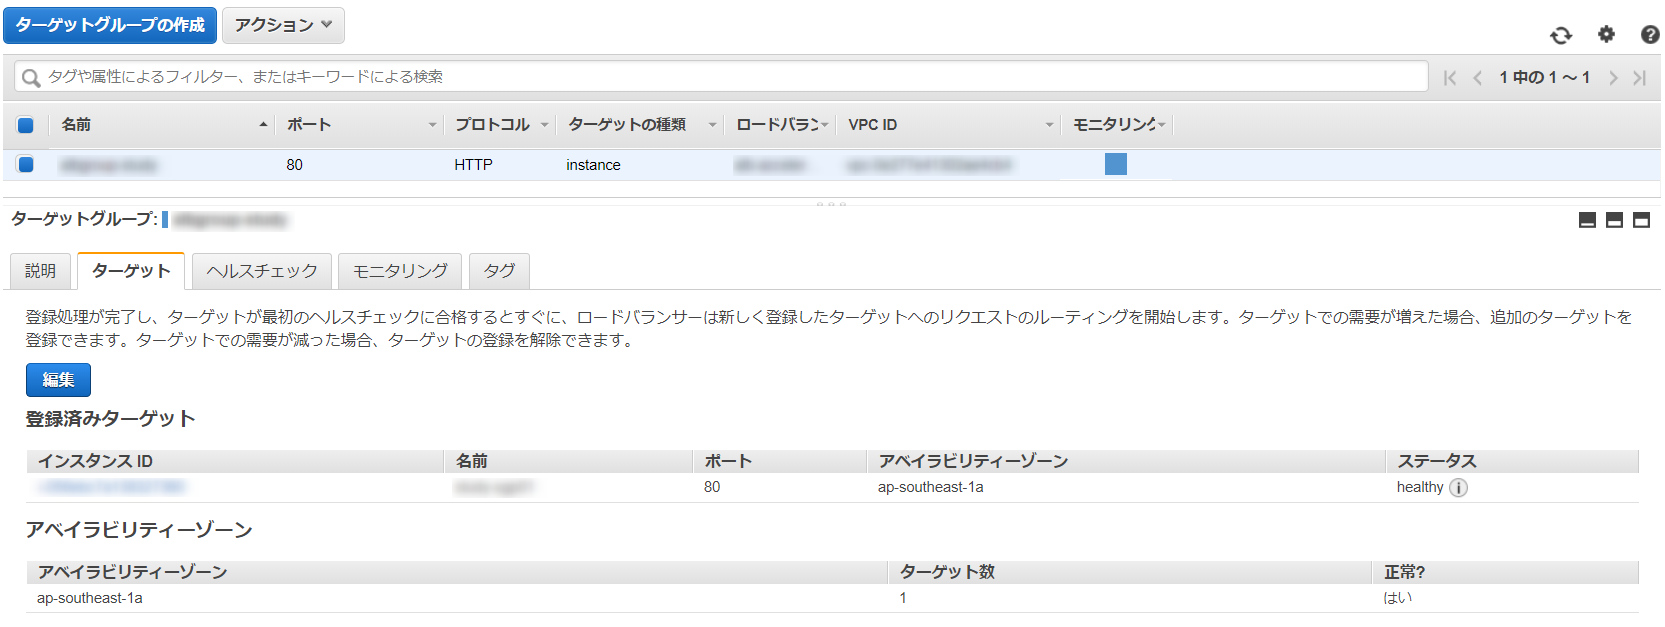 ターゲットグループの作成 アクション
タグや属性によるフィルター、またはキーワードによる検索 1 中の 1 ～ 1
名前 ポート プロトコル ターゲットの種類 ロードバラン VPC ID モニタリング
80 HTTP instance
ターゲットグループ:
説明 ターゲット ヘルスチェック モニタリング タグ
登録処理が完了し、ターゲットが最初のヘルスチェックに合格するとすぐに、ロードバランサーは新しく登録したターゲットへのリクエストのルーティングを開始します。ターゲットでの需要が増えた場合、追加のターゲットを
登録できます。ターゲットでの需要が減った場合、ターゲットの登録を解除できます。
編集
登録済みターゲット
インスタンス ID 名前 ポート アベイラビリティーゾーン ステータス
80 ap-southeast-1a healthy
アベイラビリティーゾーン
アベイラビリティーゾーン ターゲット数 正常?
ap-southeast-1a 1 はい